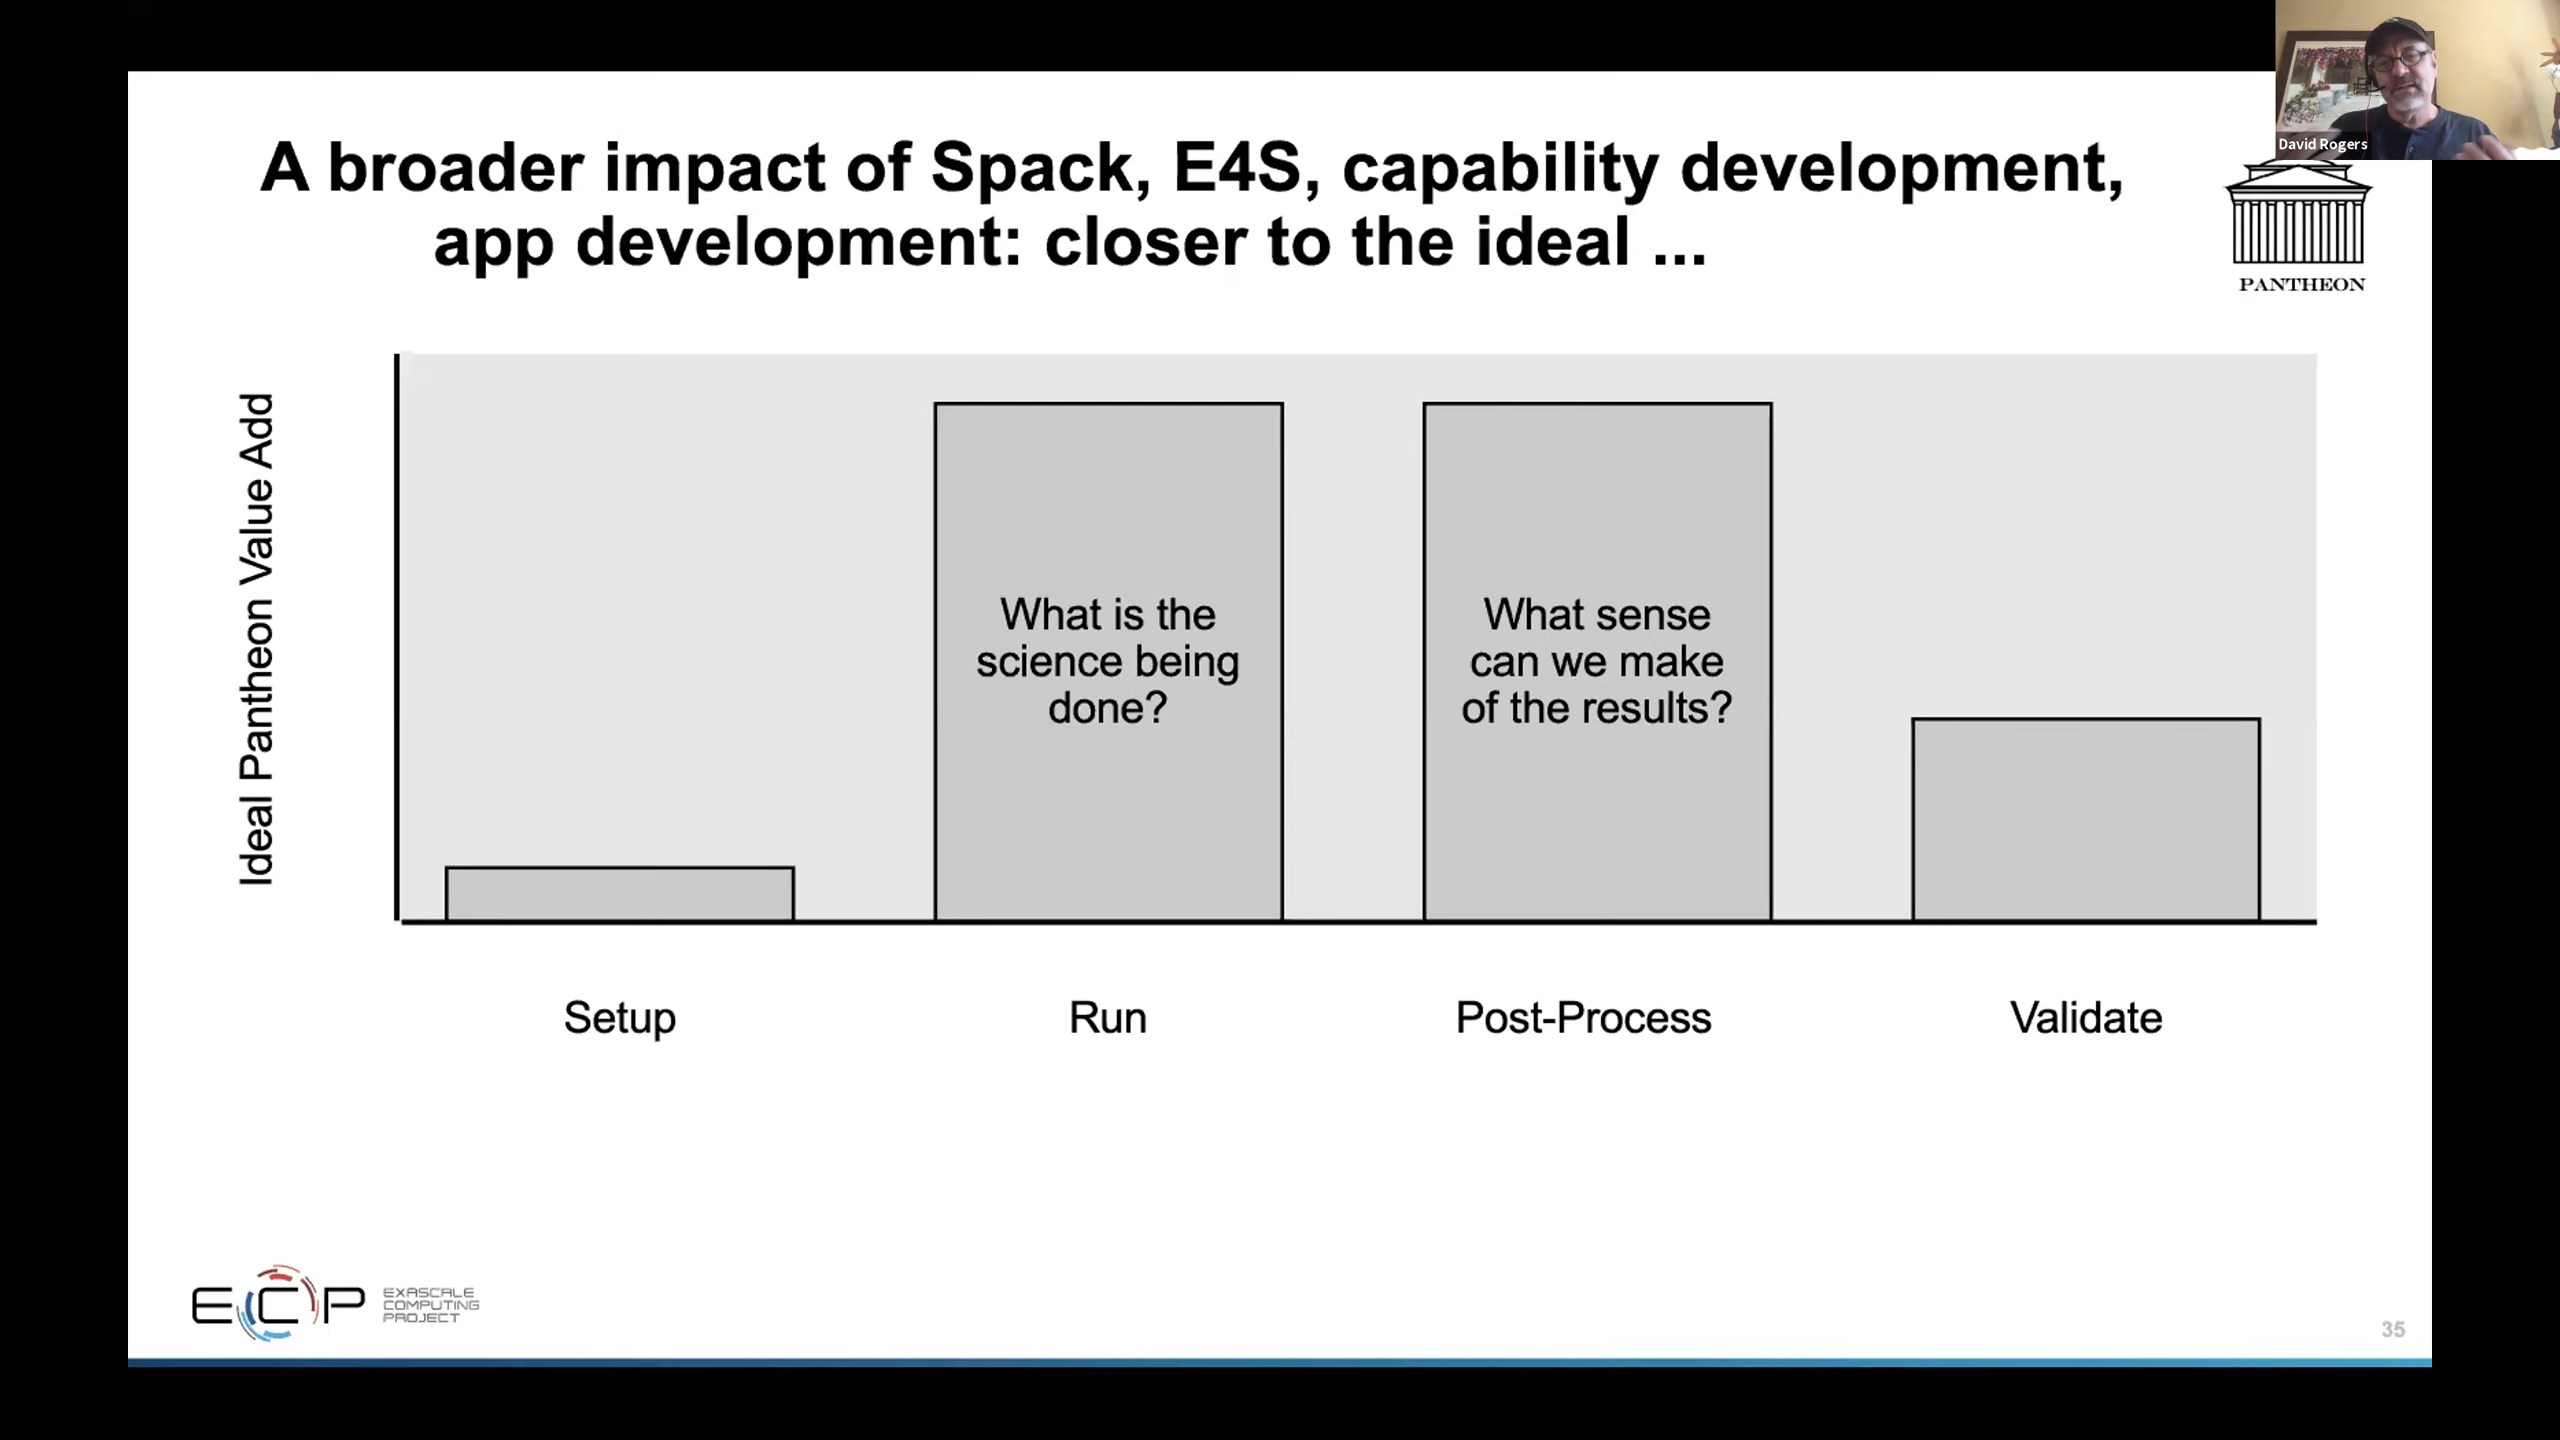 David Rogers
A broader impact of Spack, E4S, capability development,
app development: closer to the ideal ...
PANTHEON
Ideal Pantheon Value Add
What is the
science being
done?
What sense
can we make
of the results?
Setup
Run
Post-Process
Validate
ECP
EXASCALE
COMPUTING
PROJECT
35